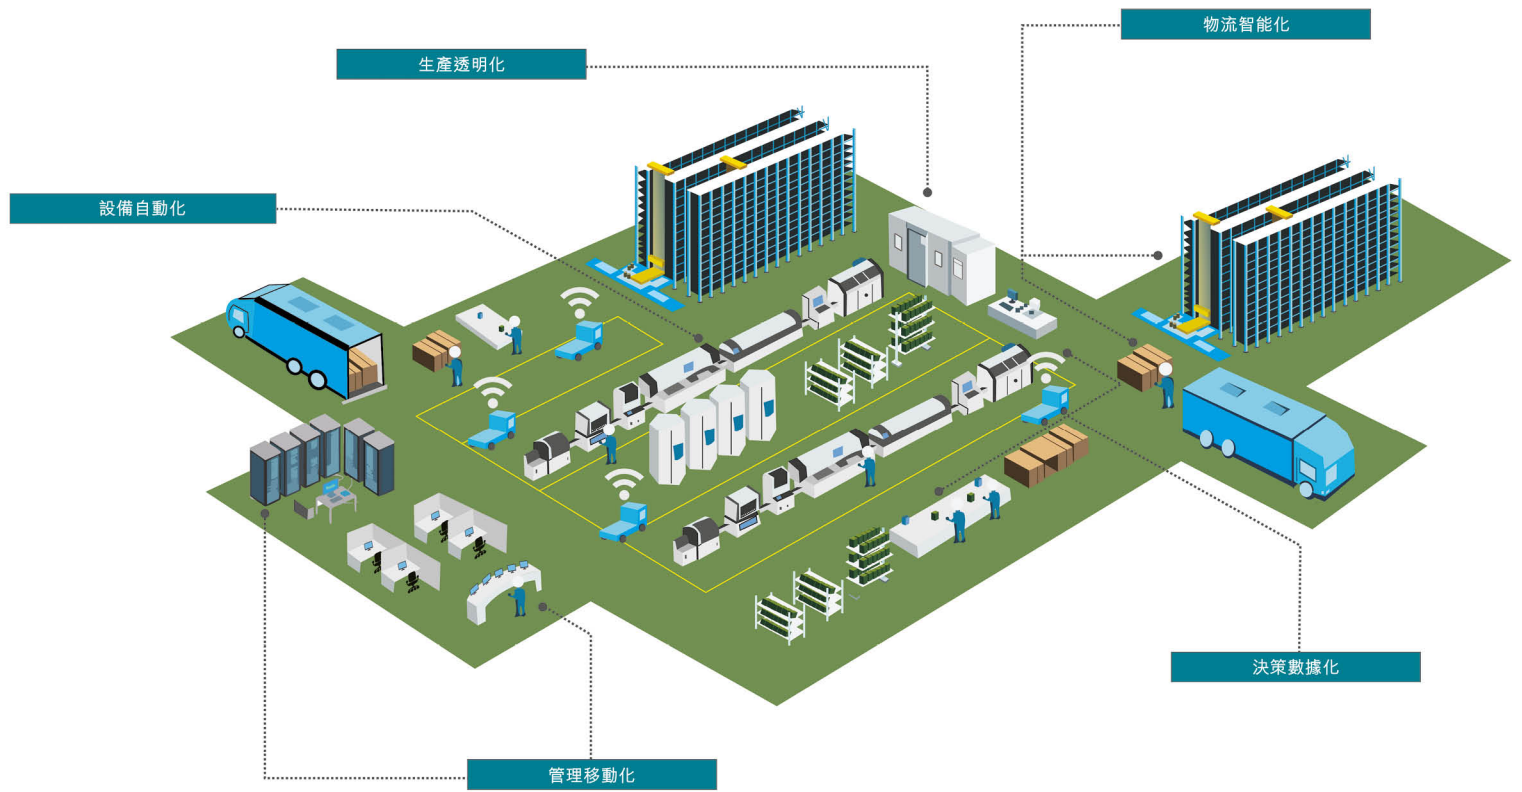 物流智能化
生產透明化
設備自動化
決策數據化
管理移動化